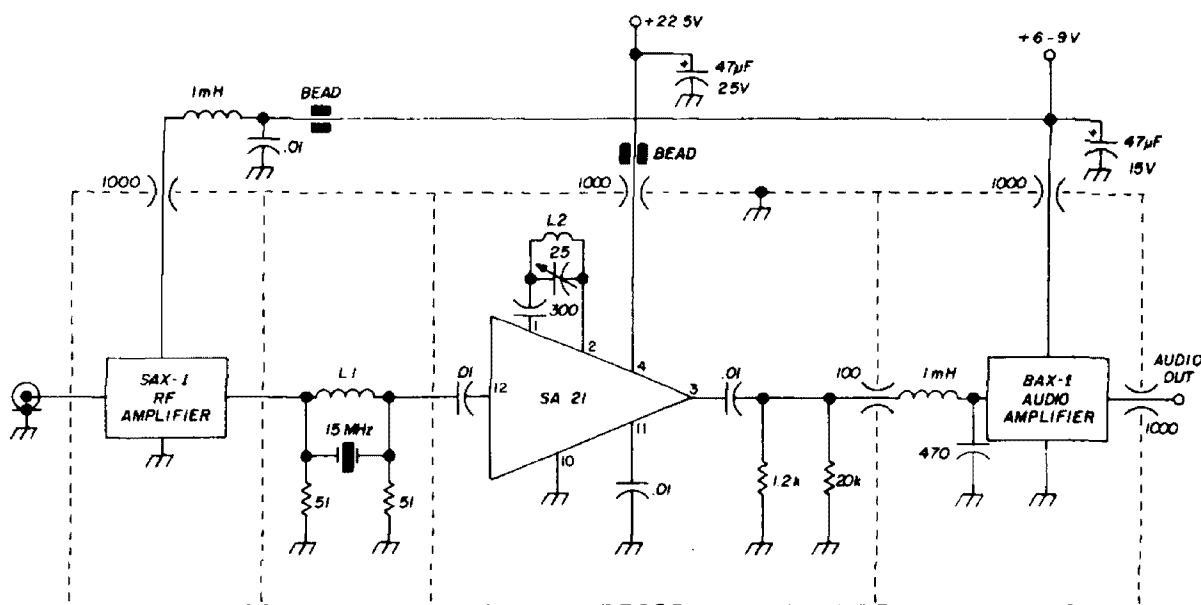 +22.5V
+6-9V
47µF
25V
1mH
BEAD
.01
BEAD
47µF
15V
1000
1000
1000
L2
25
300
1
2
4
SAX-1
RF
AMPLIFIER
L1
15 MHz
51
51
.01
12
SA 21
3
11
10
.01
.01
1.2k
20k
100
1mH
470
BAX-1
AUDIO
AMPLIFIER
AUDIO
OUT
1000